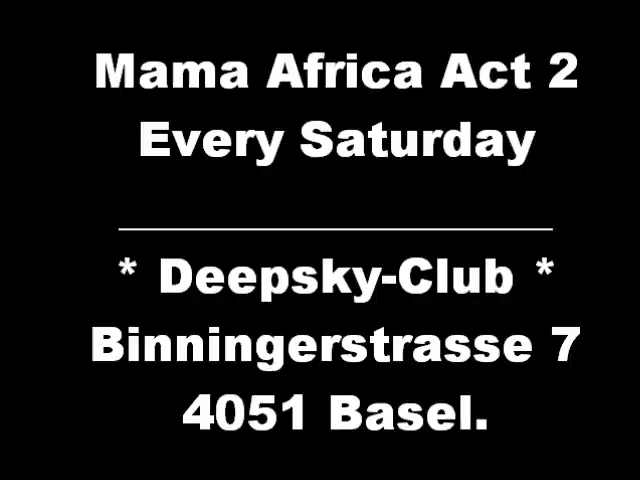 Mama Africa Act 2
Every Saturday
* Deepsky-Club *
Binningerstrasse 7
4051 Basel.